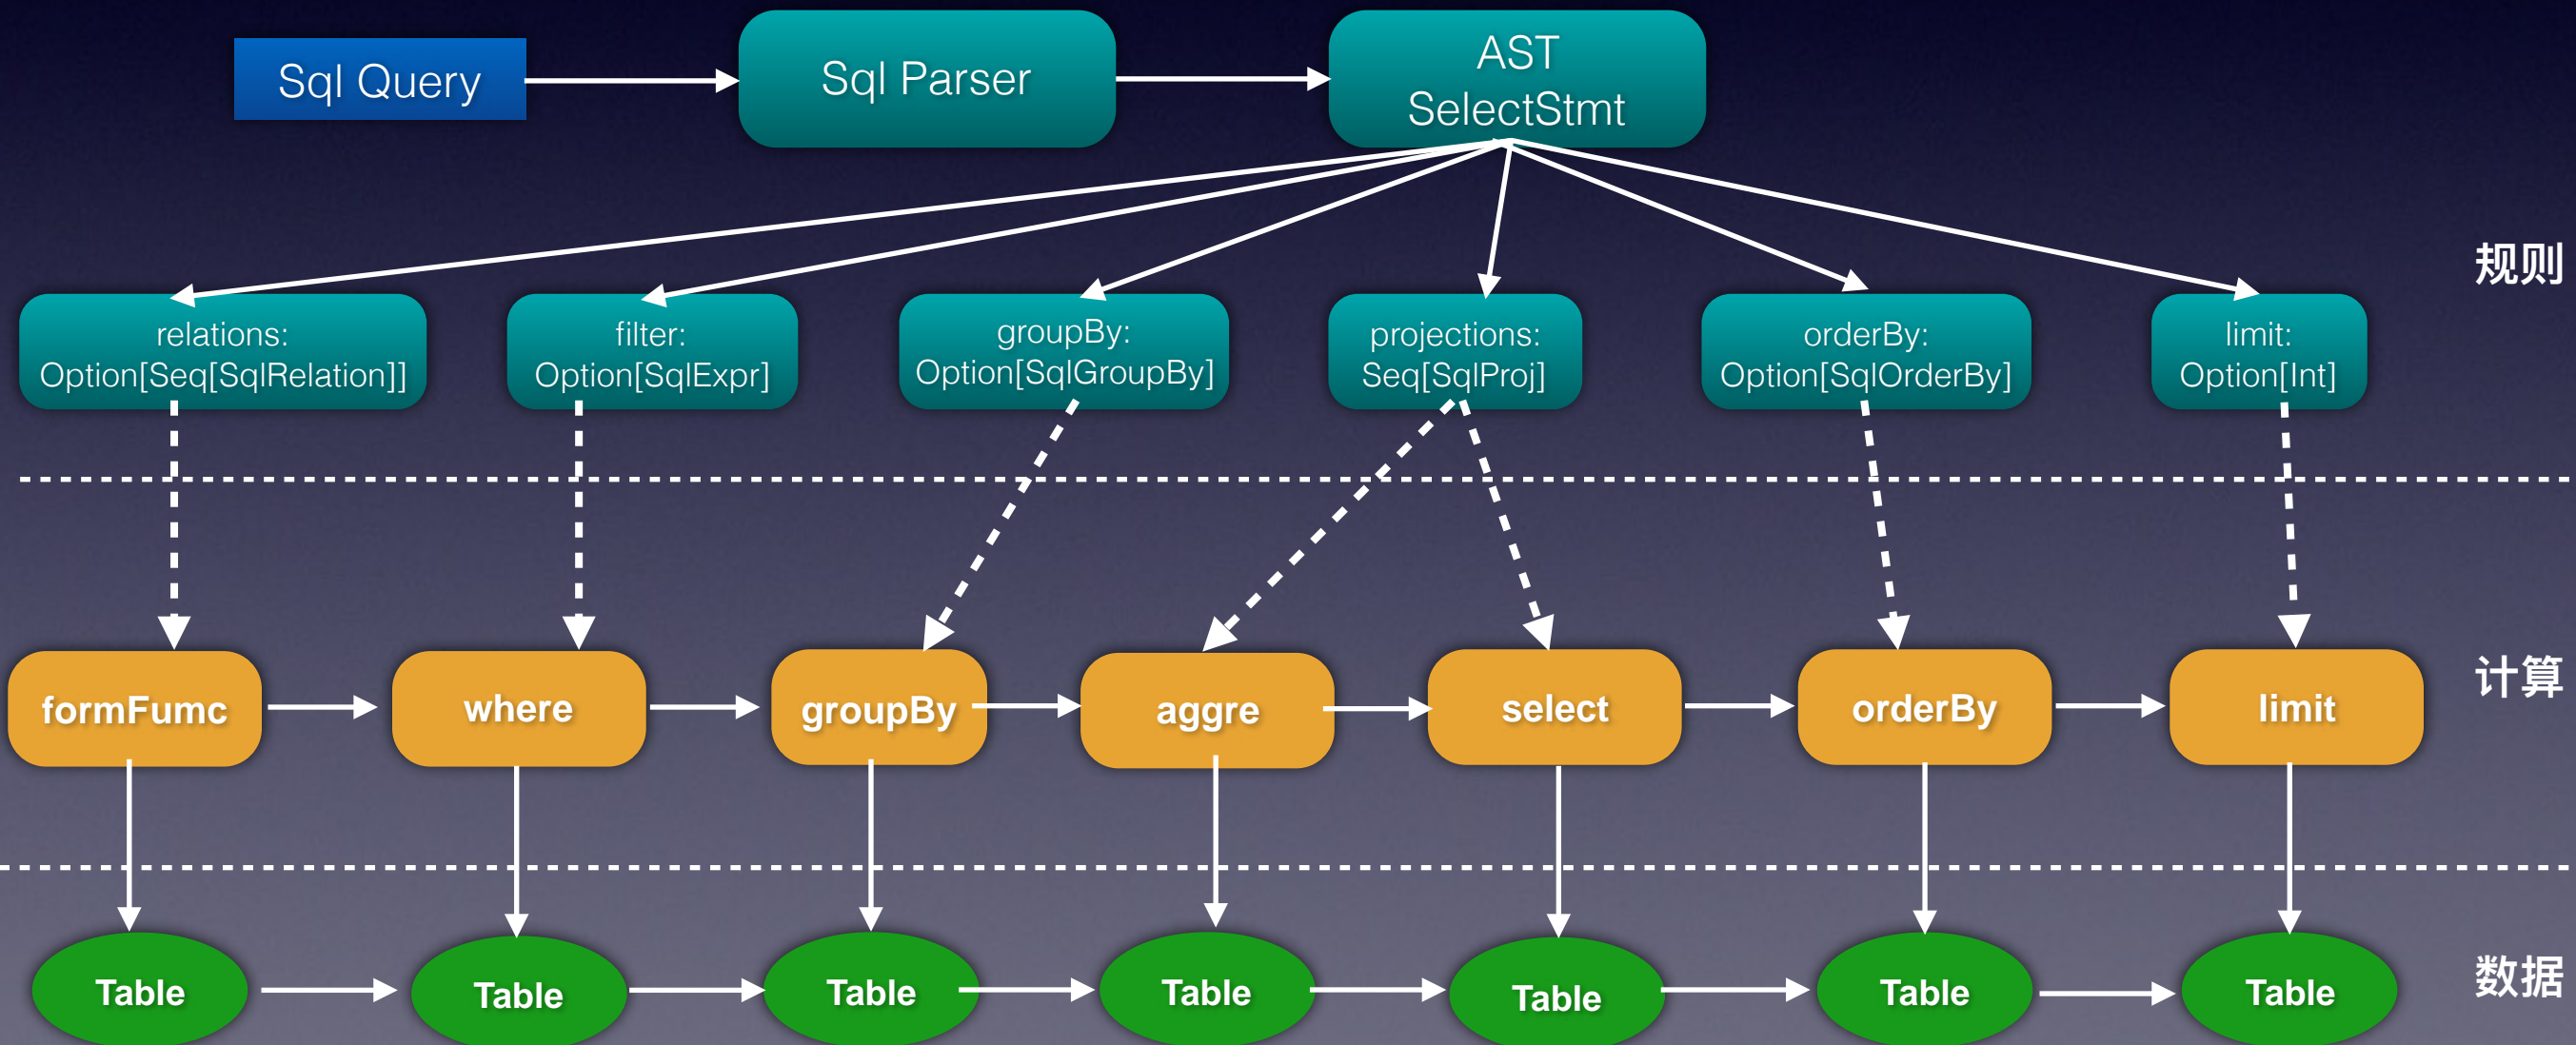 Sql Query
Sql Parser
AST
SelectStmt
规则
relations:
Option[Seq[SqlRelation]]
filter:
Option[SqlExpr]
groupBy:
Option[SqlGroupBy]
projections:
Seq[SqlProj]
orderBy:
Option[SqlOrderBy]
limit:
Option[Int]
计算
formFumc
where
groupBy
aggre
select
orderBy
limit
数据
Table
Table
Table
Table
Table
Table
Table